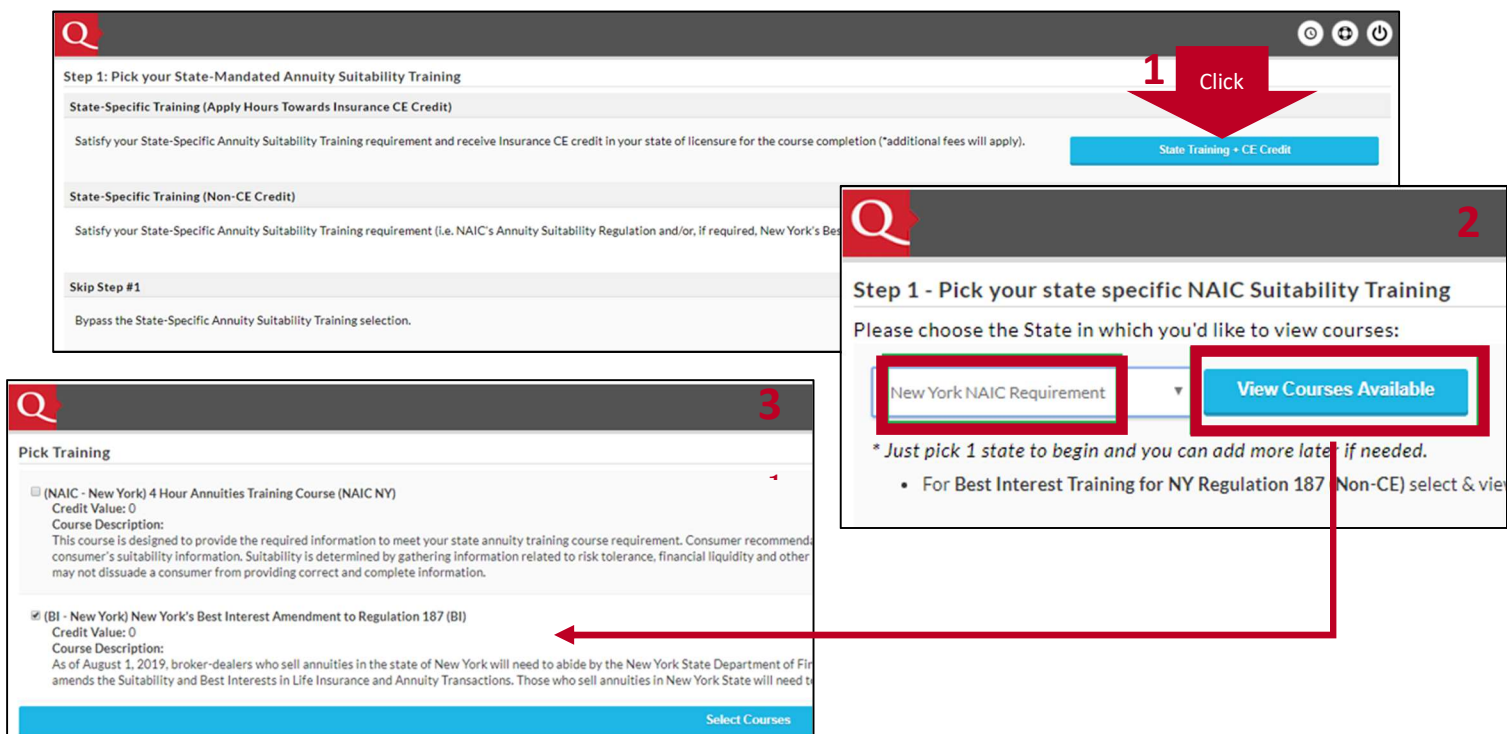 Q
Step 1: Pick your State-Mandated Annuity Suitability Training
1
Click
State-Specific Training (Apply Hours Towards Insurance CE Credit)
Satisfy your State-Specific Annuity Suitability Training requirement and receive Insurance CE credit in your state of licensure for the course completion (*additional fees will apply).
State Training + CE Credit
State-Specific Training (Non-CE Credit)
Satisfy your State-Specific Annuity Suitability Training requirement (i.e. NAIC's Annuity Suitability Regulation and/or, if required, New York's Bes
Skip Step #1
Bypass the State-Specific Annuity Suitability Training selection.
Q
2
Step 1 - Pick your state specific NAIC Suitability Training
Please choose the State in which you'd like to view courses:
New York NAIC Requirement
View Courses Available
* Just pick 1 state to begin and you can add more later if needed.
• For Best Interest Training for NY Regulation 187 (Non-CE) select & vie
Q
3
Pick Training
(NAIC - New York) 4 Hour Annuities Training Course (NAIC NY)
Credit Value: 0
Course Description:
This course is designed to provide the required information to meet your state annuity training course requirement. Consumer recommenda
consumer's suitability information. Suitability is determined by gathering information related to risk tolerance, financial liquidity and other
may not dissuade a consumer from providing correct and complete information.
(BI - New York) New York's Best Interest Amendment to Regulation 187 (BI)
Credit Value: 0
Course Description:
As of August 1, 2019, broker-dealers who sell annuities in the state of New York will need to abide by the New York State Department of Fin
amends the Suitability and Best Interests in Life Insurance and Annuity Transactions. Those who sell annuities in New York State will need t
Select Courses